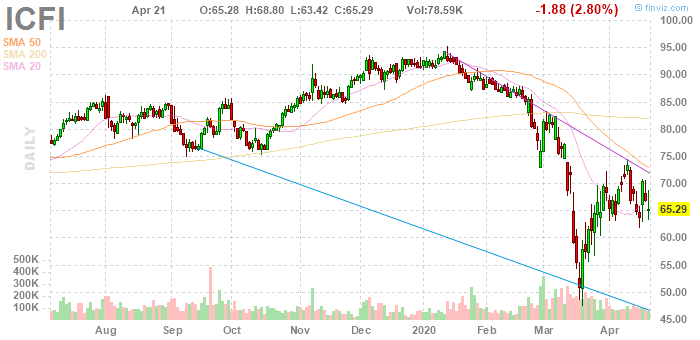 ICFI
Apr 21 O:65.28 H:68.80 L:63.42 C:65.29 Vol:78.59K -1.88 (2.80%)
© finviz.com
SMA 50
SMA 200
SMA 20
DAILY
100.00
95.00
90.00
85.00
80.00
75.00
70.00
65.29
60.00
55.00
50.00
45.00
500K
400K
300K
200K
100K
Aug Sep Oct Nov Dec 2020 Feb Mar Apr